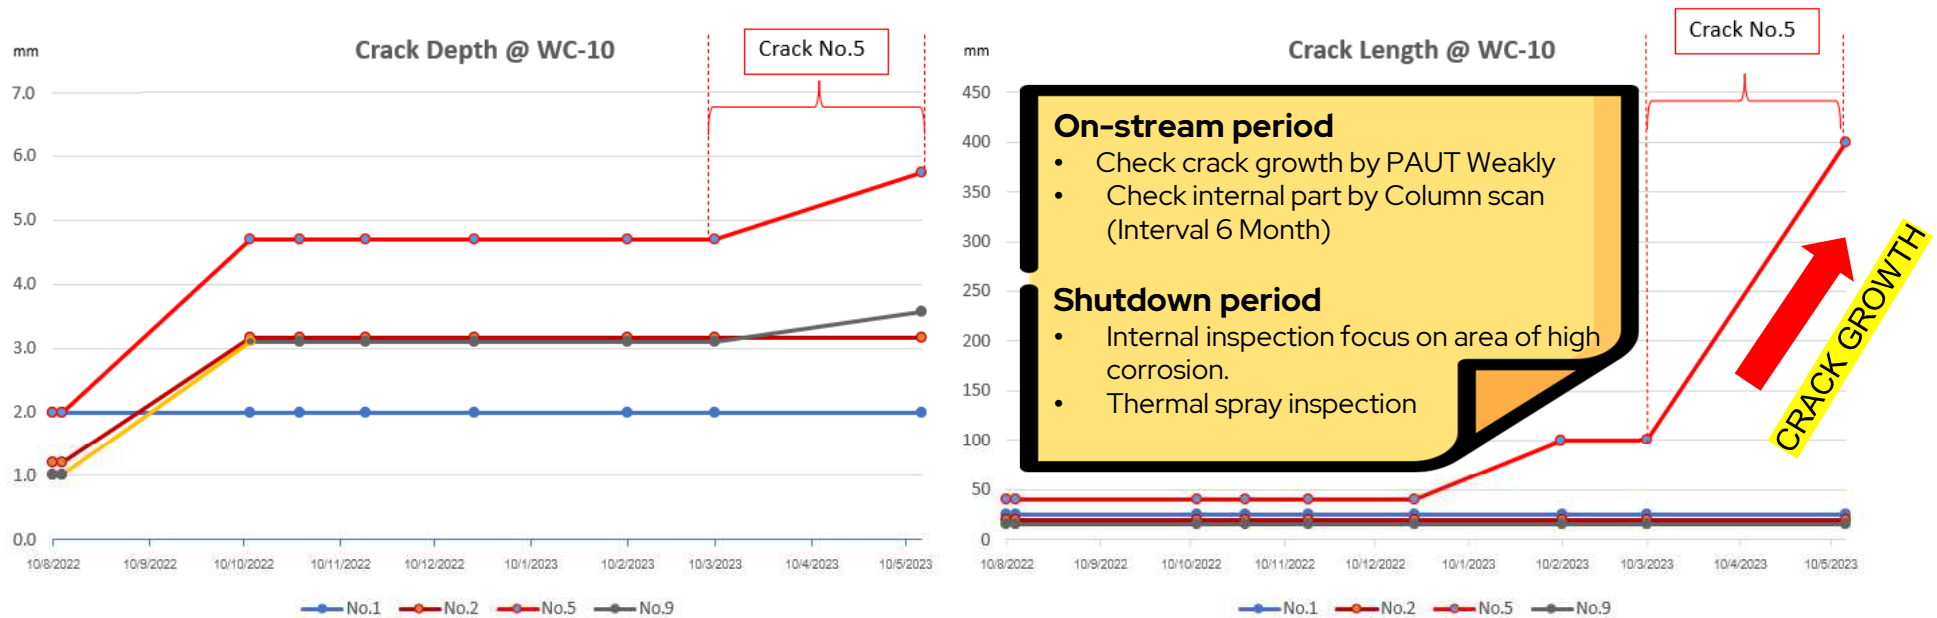 mm
Crack Depth @ WC-10
Crack No.5
7.0
6.0
5.0
4.0
3.0
2.0
1.0
0.0
10/8/2022 10/9/2022 10/10/2022 10/11/2022 10/12/2022 10/1/2023 10/2/2023 10/3/2023 10/4/2023 10/5/2023
No.1 No.2 No.5 No.9
mm
Crack Length @ WC-10
Crack No.5
450
400
350
300
250
200
150
100
50
0
10/8/2022 10/9/2022 10/10/2022 10/11/2022 10/12/2022 10/1/2023 10/2/2023 10/3/2023 10/4/2023 10/5/2023
No.1 No.2 No.5 No.9
On-stream period
• Check crack growth by PAUT Weakly
• Check internal part by Column scan
(Interval 6 Month)
Shutdown period
• Internal inspection focus on area of high
corrosion.
• Thermal spray inspection
CRACK GROWTH